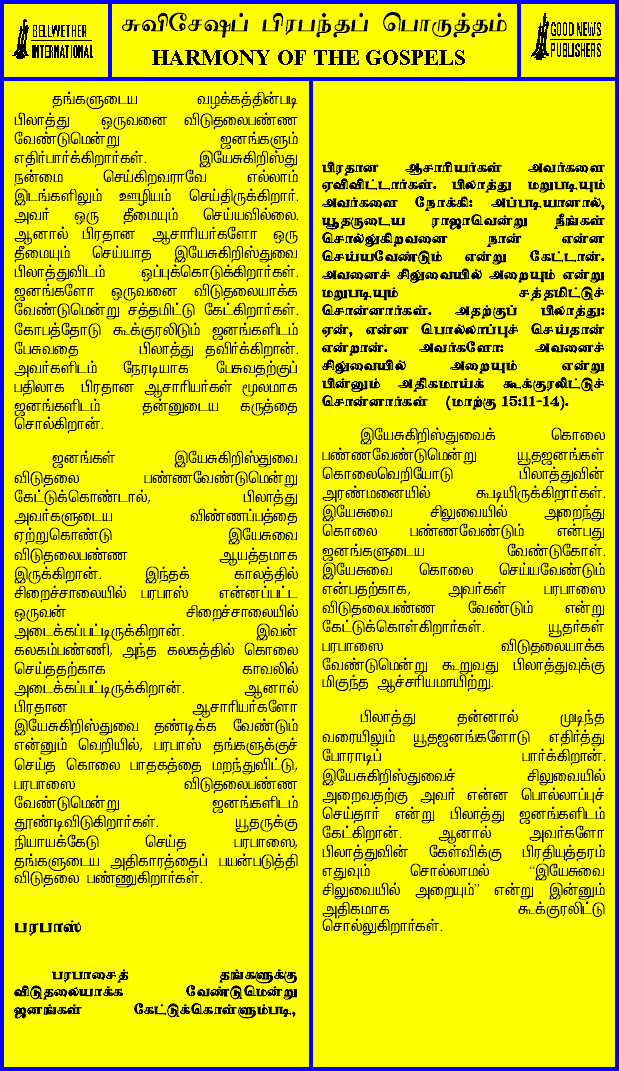 BELLWETHER
INTERNATIONAL
சுவிசேஷப் பிரபந்தப் பொருத்தம்
HARMONY OF THE GOSPELS
GOOD NEWS
PUBLISHERS
தங்களுடைய வழக்கத்தின்படி
பிலாத்து ஒருவனை விடுதலைபண்ண
வேண்டுமென்று ஜனங்களும்
எதிர்பார்க்கிறார்கள். இயேசுகிறிஸ்து
நன்மை செய்கிறவராவே எல்லாம்
இடங்களிலும் ஊழியம் செய்திருக்கிறார்.
அவர் ஒரு தீமையும் செய்யவில்லை.
ஆனால் பிரதான ஆசாரியர்களோ ஒரு
தீமையும் செய்யாத இயேசுகிறிஸ்துவை
பிலாத்துவிடம் ஒப்புக்கொடுக்கிறார்கள்.
ஜனங்களோ ஒருவனை விடுதலையாக்க
வேண்டுமென்று சத்தமிட்டு கேட்கிறார்கள்.
கோபத்தோடு கூக்குரலிடும் ஜனங்களிடம்
பேசுவதை பிலாத்து தவிர்க்கிறான்.
அவர்களிடம் நேரடியாக பேசுவதற்குப்
பதிலாக பிரதான ஆசாரியர்கள் மூலமாக
ஜனங்களிடம் தன்னுடைய கருத்தை
சொல்கிறான்.
ஜனங்கள் இயேசுகிறிஸ்துவை
விடுதலை பண்ணவேண்டுமென்று
கேட்டுக்கொண்டால், பிலாத்து
அவர்களுடைய விண்ணப்பத்தை
ஏற்றுகொண்டு இயேசுவை
விடுதலைபண்ண ஆயத்தமாக
இருக்கிறான். இந்தக் காலத்தில்
சிறைச்சாலையில் பரபாஸ் என்னப்பட்ட
ஒருவன் சிறைச்சாலையில்
அடைக்கப்பட்டிருக்கிறான். இவன்
கலகம்பண்ணி, அந்த கலகத்தில் கொலை
செய்ததற்காக காவலில்
அடைக்கப்பட்டிருக்கிறான். ஆனால்
பிரதான ஆசாரியர்களோ
இயேசுகிறிஸ்துவை தண்டிக்க வேண்டும்
என்னும் வெறியில், பரபாஸ் தங்களுக்குச்
செய்த கொலை பாதகத்தை மறந்துவிட்டு,
பரபாஸை விடுதலைபண்ண
வேண்டுமென்று ஜனங்களிடம்
தூண்டிவிடுகிறார்கள். யூதருக்கு
நியாயக்கேடு செய்த பரபாஸை,
தங்களுடைய அதிகாரத்தைப் பயன்படுத்தி
விடுதலை பண்ணுகிறார்கள்.
பரபாஸ்
பரபாசைத் தங்களுக்கு
விடுதலையாக்க வேண்டுமென்று
ஜனங்கள் கேட்டுக்கொள்ளும்படி,
பிரதான ஆசாரியர்கள் அவர்களை
ஏவிவிட்டார்கள். பிலாத்து மறுபடியும்
அவர்களை நோக்கி: அப்படியானால்,
யூதருடைய ராஜாவென்று நீங்கள்
சொல்லுகிறவனை நான் என்ன
செய்யவேண்டும் என்று கேட்டான்.
அவனைச் சிலுவையில் அறையும் என்று
மறுபடியும் சத்தமிட்டுச்
சொன்னார்கள். அதற்குப் பிலாத்து:
ஏன், என்ன பொல்லாப்புச் செய்தான்
என்றான். அவர்களோ: அவனைச்
சிலுவையில் அறையும் என்று
பின்னும் அதிகமாய்க் கூக்குரலிட்டுச்
சொன்னார்கள் (மாற்கு 15:11-14).
இயேசுகிறிஸ்துவைக் கொலை
பண்ணவேண்டுமென்று யூதஜனங்கள்
கொலைவெறியோடு பிலாத்துவின்
அரண்மனையில் கூடியிருக்கிறார்கள்.
இயேசுவை சிலுவையில் அறைந்து
கொலை பண்ணவேண்டும் என்பது
ஜனங்களுடைய வேண்டுகோள்.
இயேசுவை கொலை செய்யவேண்டும்
என்பதற்காக, அவர்கள் பரபாஸை
விடுதலைபண்ண வேண்டும் என்று
கேட்டுக்கொள்கிறார்கள். யூதர்கள்
பரபாஸை விடுதலையாக்க
வேண்டுமென்று கூறுவது பிலாத்துவுக்கு
மிகுந்த ஆச்சரியமாயிற்று.
பிலாத்து தன்னால் முடிந்த
வரையிலும் யூதஜனங்களோடு எதிர்த்து
போராடிப் பார்க்கிறான்.
இயேசுகிறிஸ்துவைச் சிலுவையில்
அறைவதற்கு அவர் என்ன பொல்லாப்புச்
செய்தார் என்று பிலாத்து ஜனங்களிடம்
கேட்கிறான். ஆனால் அவர்களோ
பிலாத்துவின் கேள்விக்கு பிரதியுத்தரம்
எதுவும் சொல்லாமல் “இயேசுவை
சிலுவையில் அறையும்” என்று இன்னும்
அதிகமாக கூக்குரலிட்டு
சொல்லுகிறார்கள்.